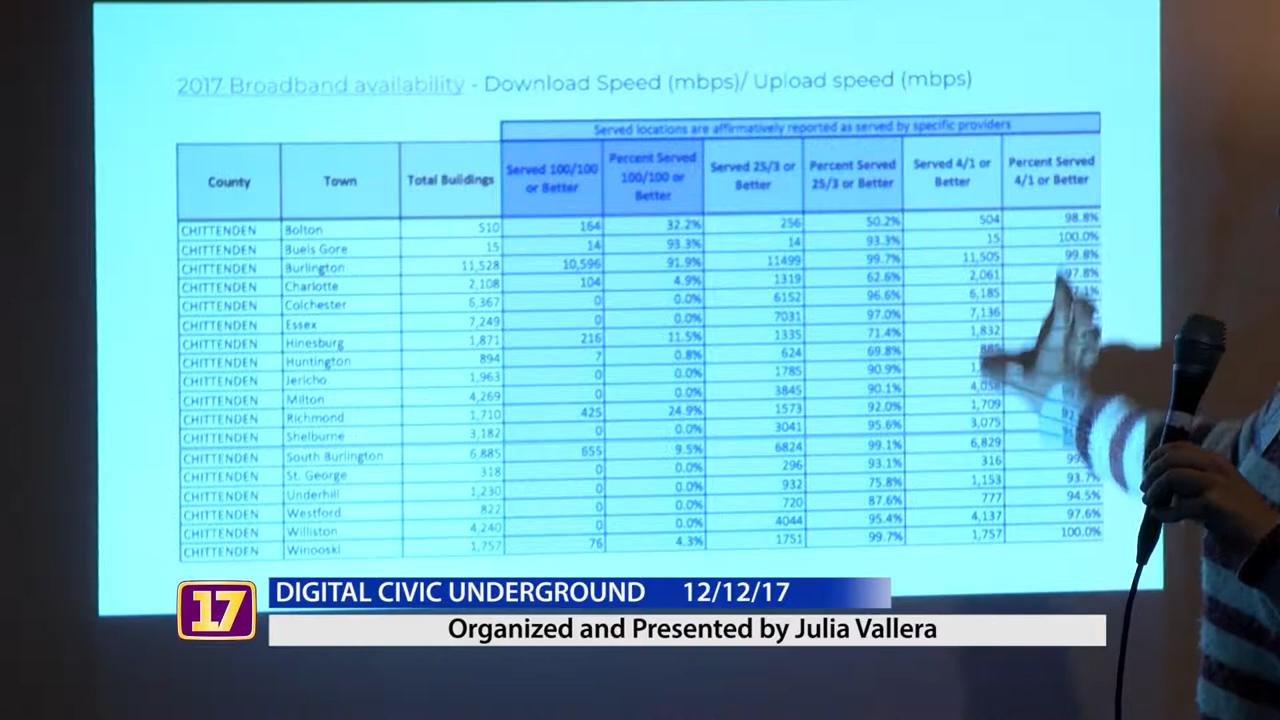 2017 Broadband availability - Download Speed (mbps)/ Upload speed (mbps)
Served locations are affirmatively reported as served by specific providers
County Town Total Buildings Served 100/100 or Better Percent Served 100/100 or Better Served 25/3 or Better Percent Served 25/3 or Better Served 4/1 or Better Percent Served 4/1 or Better
CHITTENDEN Bolton 510 164 32.2% 256 50.2% 504 98.8%
CHITTENDEN Buels Gore 15 14 93.3% 14 93.3% 15 100.0%
CHITTENDEN Burlington 11,528 10,596 91.9% 11499 99.7% 11,505 99.8%
CHITTENDEN Charlotte 2,108 104 4.9% 1319 62.6% 2,061 97.8%
CHITTENDEN Colchester 6,367 0 0.0% 6152 96.6% 6,185
CHITTENDEN Essex 7,249 0 0.0% 7031 97.0% 7,136
CHITTENDEN Hinesburg 1,871 216 11.5% 1335 71.4% 1,832
CHITTENDEN Huntington 894 7 0.8% 624 69.8%
CHITTENDEN Jericho 1,963 0 0.0% 1785 90.9%
CHITTENDEN Milton 4,269 0 0.0% 3845 90.1%
CHITTENDEN Richmond 1,710 425 24.9% 1573 92.0% 1,709
CHITTENDEN Shelburne 3,182 0 0.0% 3041 95.6% 3,075
CHITTENDEN South Burlington 6,885 655 9.5% 6824 99.1% 6,829
CHITTENDEN St. George 318 0 0.0% 296 93.1% 316
CHITTENDEN Underhill 1,230 0 0.0% 932 75.8% 1,153 93.7%
CHITTENDEN Westford 822 0 0.0% 720 87.6% 777 94.5%
CHITTENDEN Williston 4,240 0 0.0% 4044 95.4% 4,137 97.6%
CHITTENDEN Winooski 1,757 76 4.3% 1751 99.7% 1,757 100.0%
17
DIGITAL CIVIC UNDERGROUND 12/12/17
Organized and Presented by Julia Vallera